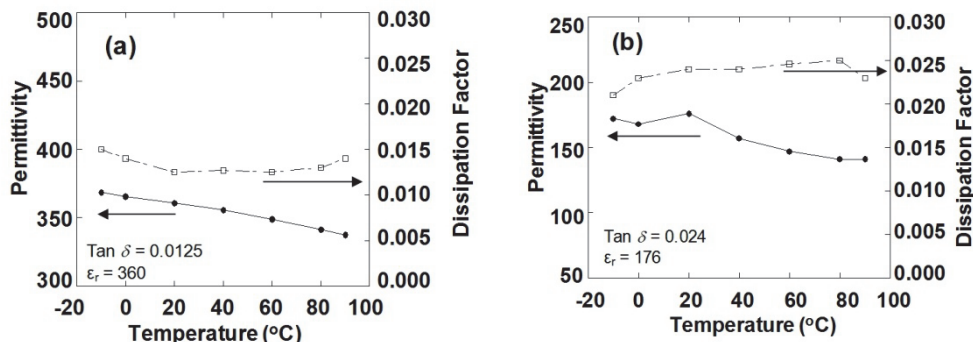 (a)
Permittivity
500
450
400
350
300
0.030
0.025
0.020
0.015
0.010
0.005
0.000
Dissipation Factor
Tan δ = 0.0125
εr = 360
-20 0 20 40 60 80 100
Temperature (oC)
(b)
Permittivity
250
200
150
100
50
0.030
0.025
0.020
0.015
0.010
0.005
0.000
Dissipation Factor
Tan δ = 0.024
εr = 176
-20 0 20 40 60 80 100
Temperature (oC)